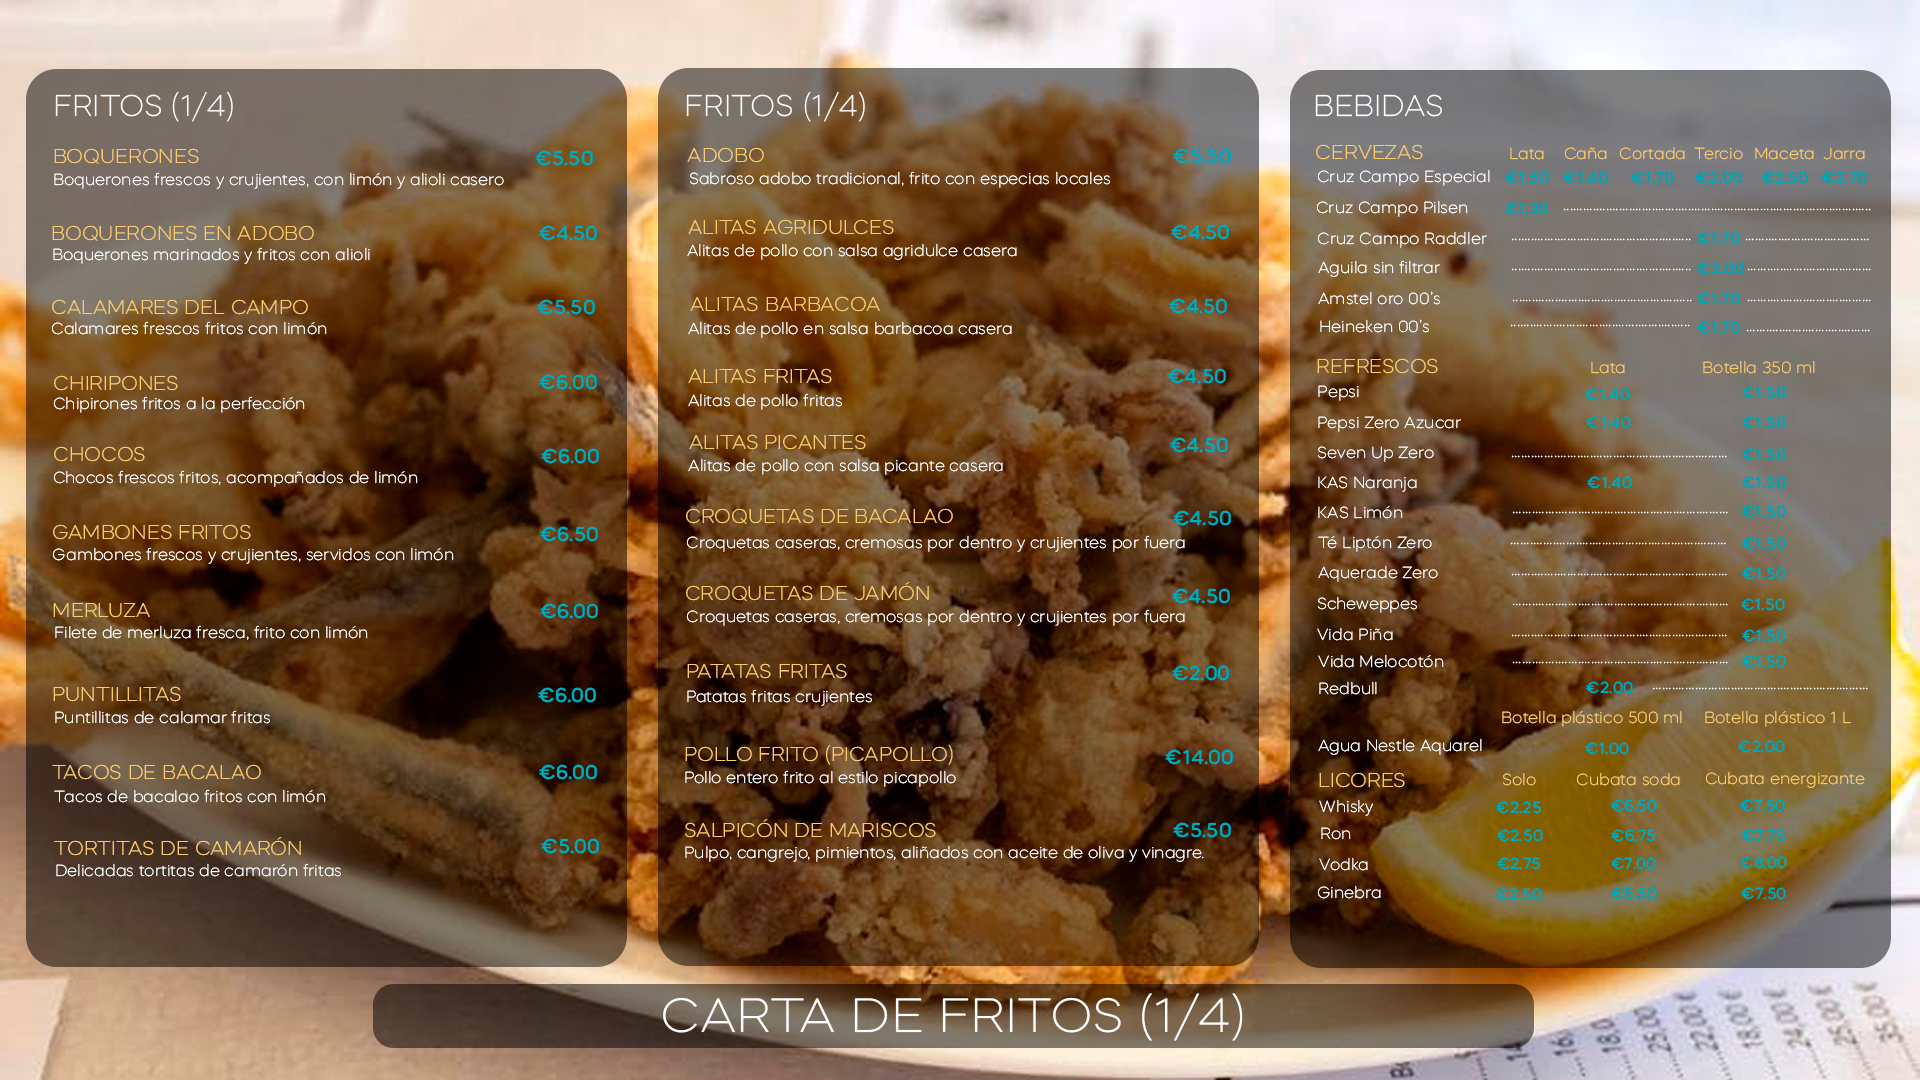 FRITOS (1/4)
BOQUERONES €5.50
Boquerones frescos y crujientes, con limón y alioli casero
BOQUERONES EN ADOBO €4.50
Boquerones marinados y fritos con alioli
CALAMARES DEL CAMPO €5.50
Calamares frescos fritos con limón
CHIRIPONES €6.00
Chipirones fritos a la perfección
CHOCOS €6.00
Chocos frescos fritos, acompañados de limón
GAMBONES FRITOS €6.50
Gambones frescos y crujientes, servidos con limón
MERLUZA €6.00
Filete de merluza fresca, frito con limón
PUNTILLITAS €6.00
Puntillitas de calamar fritas
TACOS DE BACALAO €6.00
Tacos de bacalao fritos con limón
TORTITAS DE CAMARÓN €5.00
Delicadas tortitas de camarón fritas
FRITOS (1/4)
ADOBO €5.50
Sabroso adobo tradicional, frito con especias locales
ALITAS AGRIDULCES €4.50
Alitas de pollo con salsa agridulce casera
ALITAS BARBACOA €4.50
Alitas de pollo en salsa barbacoa casera
ALITAS FRITAS €4.50
Alitas de pollo fritas
ALITAS PICANTES €4.50
Alitas de pollo con salsa picante casera
CROQUETAS DE BACALAO €4.50
Croquetas caseras, cremosas por dentro y crujientes por fuera
CROQUETAS DE JAMÓN €4.50
Croquetas caseras, cremosas por dentro y crujientes por fuera
PATATAS FRITAS €2.00
Patatas fritas crujientes
POLLO FRITO (PICAPOLLO) €14.00
Pollo entero frito al estilo picapollo
SALPICÓN DE MARISCOS €5.50
Pulpo, cangrejo, pimientos, aliñados con aceite de oliva y vinagre.
BEBIDAS
CERVEZAS Lata Caña Cortada Tercio Maceta Jarra
Cruz Campo Especial €1.50 €1.40 €1.70 €2.00 €2.50 €2.70
Cruz Campo Pilsen €1.30
Cruz Campo Raddler €1.70
Aguila sin filtrar €2.00
Amstel oro 00's €1.70
Heineken 00's €1.70
REFRESCOS Lata Botella 350 ml
Pepsi €1.40 €1.50
Pepsi Zero Azucar €1.40 €1.50
Seven Up Zero €1.50
KAS Naranja €1.40 €1.50
KAS Limón €1.50
Té Liptón Zero €1.50
Aquerade Zero €1.50
Scheweppes €1.50
Vida Piña €1.50
Vida Melocotón €1.50
Redbull €2.00
Botella plástico 500 ml Botella plástico 1 L
Agua Nestle Aquarel €1.00 €2.00
LICORES Solo Cubata soda Cubata energizante
Whisky €2.25 €6.50 €7.50
Ron €2.50 €6.75 €7.75
Vodka €2.75 €7.00 €8.00
Ginebra €2.50 €6.50 €7.50
CARTA DE FRITOS (1/4)
18.0
25.00 €
22.00 €
18.00 €
24.00 €
25.00 €
35.00 €